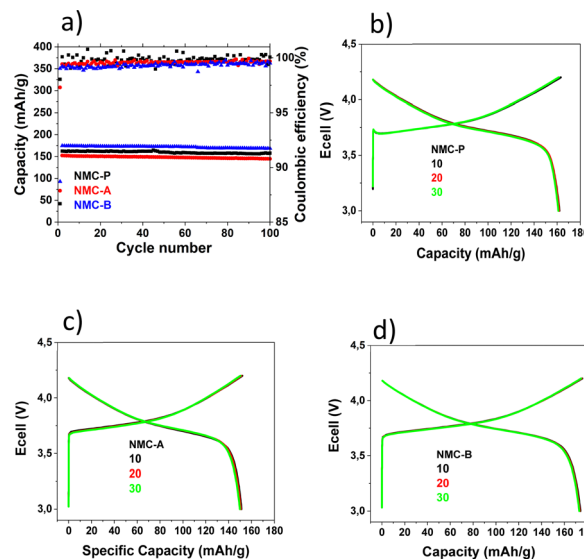 a)
400
350
300
250
200
150
100
50
0
Capacity (mAh/g)
100
95
90
85
Coulombic efficiency (%)
NMC-P
NMC-A
NMC-B
0 20 40 60 80 100
Cycle number
b)
4,5
4,0
3,5
3,0
Ecell (V)
NMC-P
10
20
30
0 20 40 60 80 100 120 140 160 180
Capacity (mAh/g)
c)
4,5
4,0
3,5
3,0
Ecell (V)
NMC-A
10
20
30
0 20 40 60 80 100 120 140 160 180
Specific Capacity (mAh/g)
d)
4,5
4,0
3,5
3,0
Ecell (V)
NMC-B
10
20
30
0 20 40 60 80 100 120 140 160
Capacity (mAh/g)